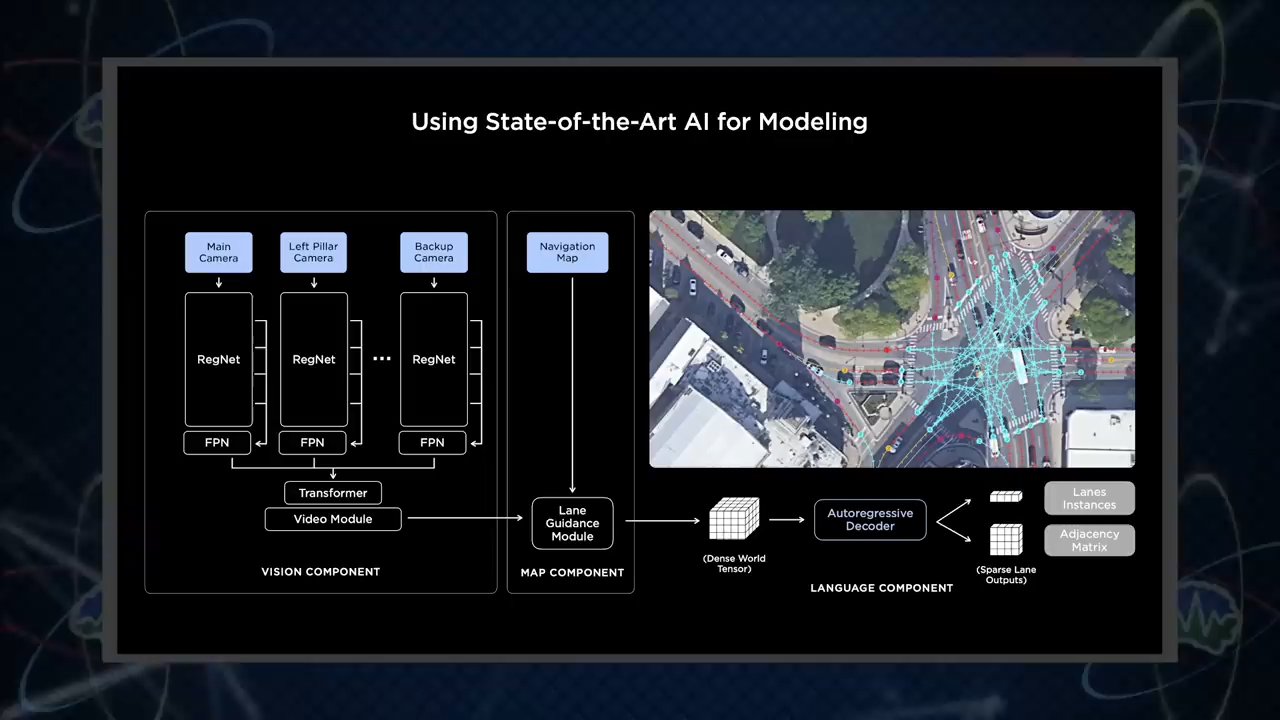 Using State-of-the-Art AI for Modeling
Main
Camera
Left Pillar
Camera
Backup
Camera
Navigation
Map
RegNet
RegNet
...
RegNet
FPN
FPN
FPN
Transformer
Video Module
VISION COMPONENT
Lane
Guidance
Module
MAP COMPONENT
(Dense World
Tensor)
Autoregressive
Decoder
LANGUAGE COMPONENT
(Sparse Lane
Outputs)
Lanes
Instances
Adjacency
Matrix